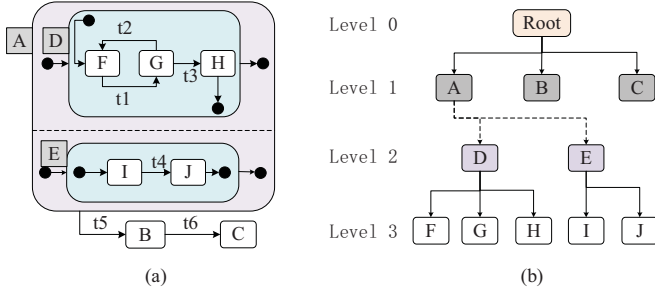 A D t2
F G H
t3
t1
E
t4
I J
t5 t6
B C
(a)
Level 0 Root
Level 1 A B C
Level 2 D E
Level 3 F G H I J
(b)